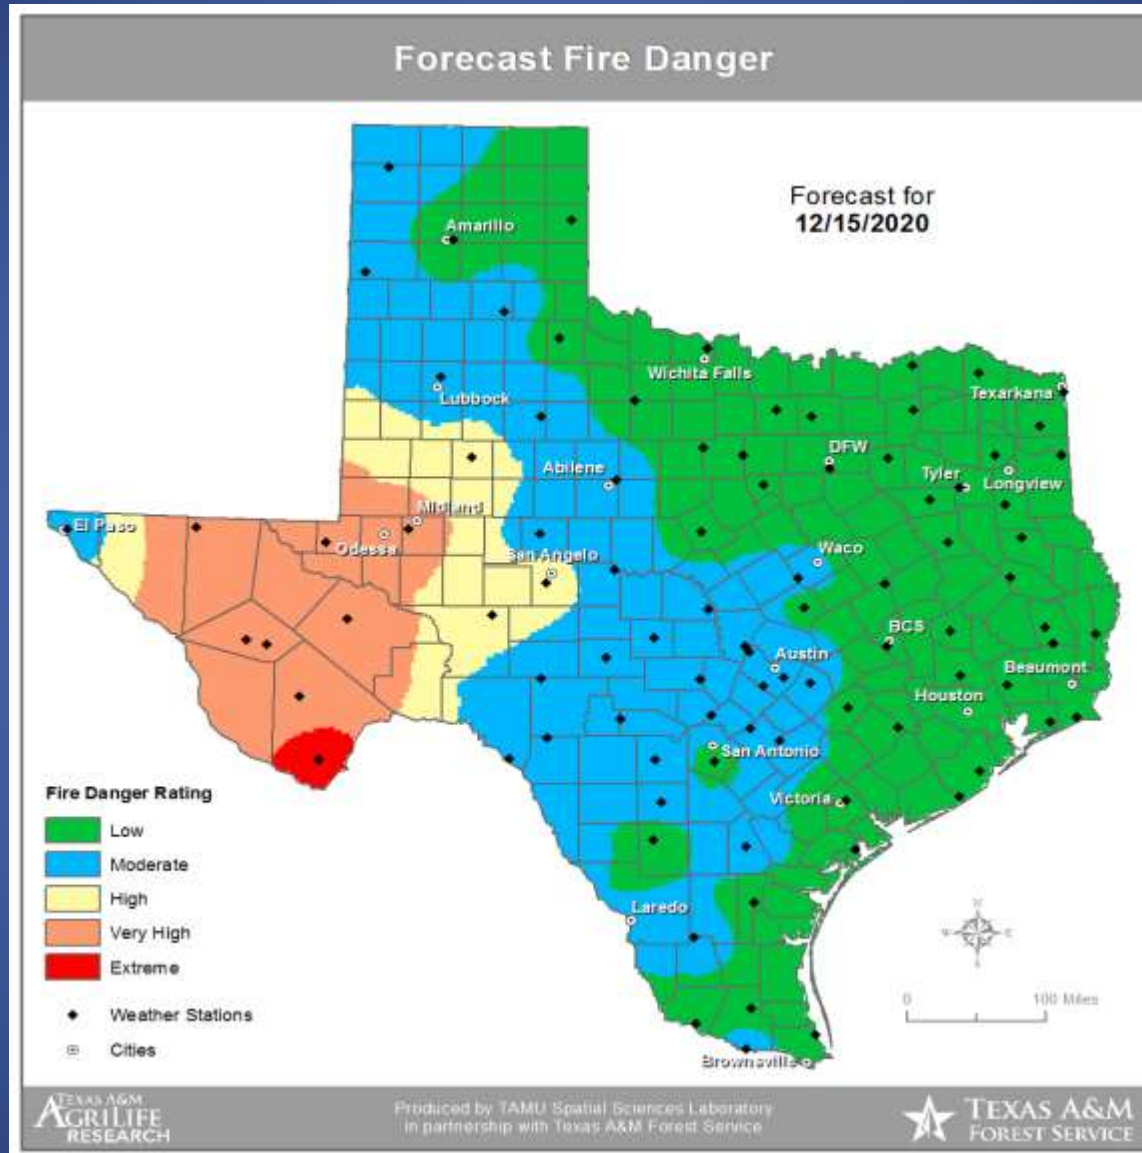 Forecast Fire Danger
Forecast for
12/15/2020
Amarillo
Wichita Falls
Texarkana
Lubbock
DFW
Abilene
Tyler
Longview
Midland
El Paso
Odessa
San Angelo
Waco
BCS
Austin
Beaumont
Houston
San Antonio
Victoria
Laredo
Brownsville
Fire Danger Rating
Low
Moderate
High
Very High
Extreme
Weather Stations
Cities
N
W
E
S
0 100 Miles
TEXAS A&M
AGRILIFE
RESEARCH
Produced by TAMU Spatial Sciences Laboratory
in partnership with Texas A&M Forest Service
TEXAS A&M
FOREST SERVICE